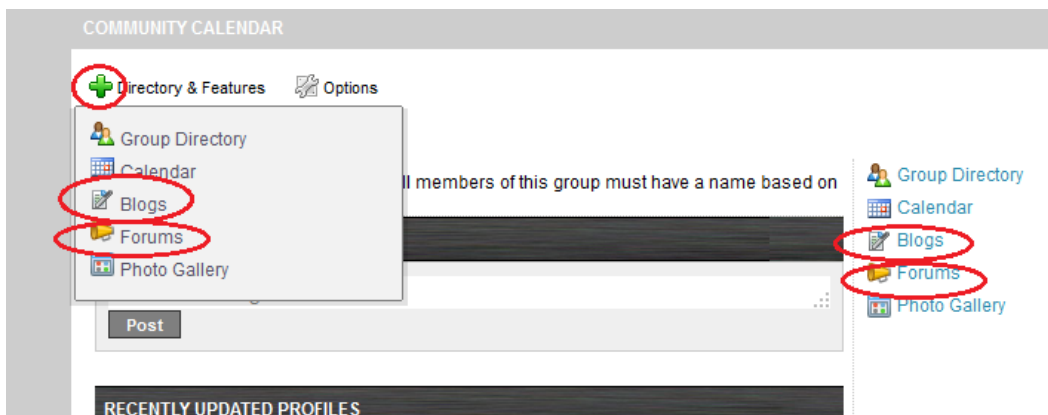 COMMUNITY CALENDAR
Directory & Features Options
Group Directory
Calendar
Blogs
Forums
Photo Gallery
ll members of this group must have a name based on
Group Directory
Calendar
Blogs
Forums
Photo Gallery
Post
RECENTLY UPDATED PROFILES